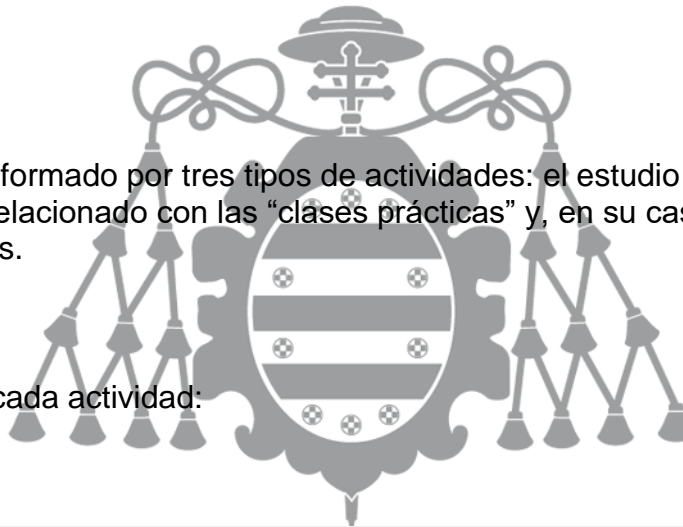 formado por tres tipos de actividades: el estudio
elacionado con las “clases prácticas” y, en su cas
s.
cada actividad: